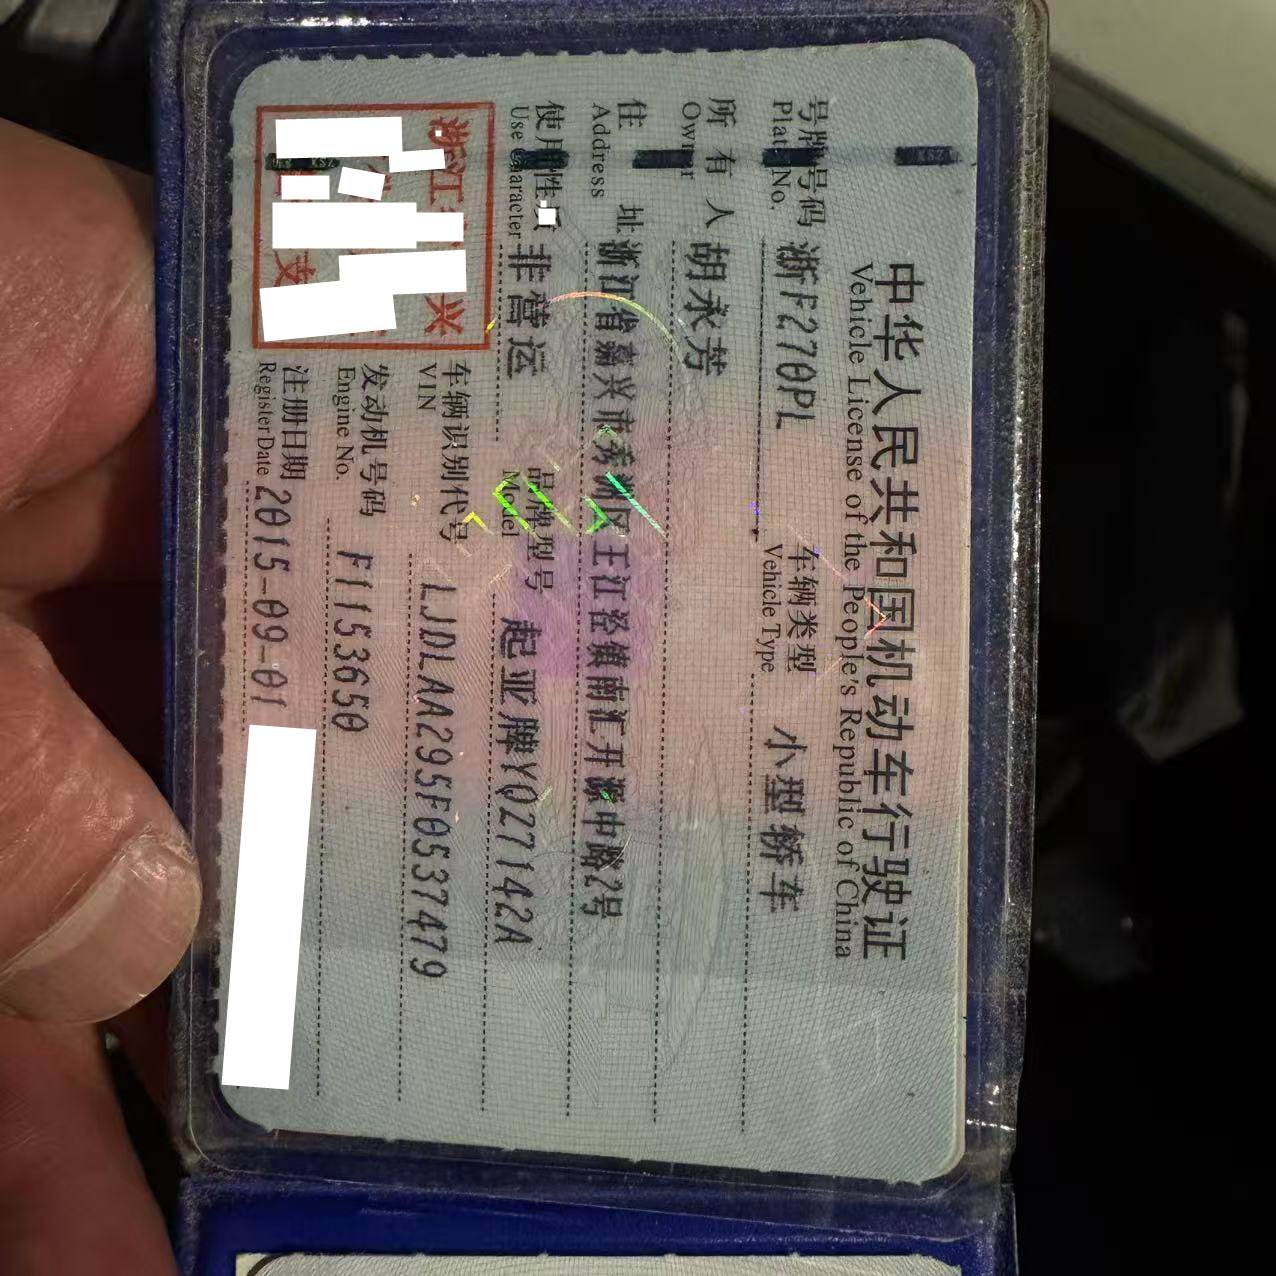 中华人民共和国机动车行驶证
Vehicle License of the People's Republic of China
号牌号码 浙F270PL 车辆类型 小型轿车
Plate No. Vehicle Type
所有人 胡永芳
Owner
住址 浙江省嘉兴市秀洲区王江泾镇南汇开源中路2号
Address
使用性质 非营运 品牌型号 起亚牌YQZ7142A
Use Character Model
车辆识别代号 LJDLAA295F0537479
VIN
发动机号码 F1153650
Engine No.
注册日期 2015-09-01
Register Date
浙江
兴
支
XSZ